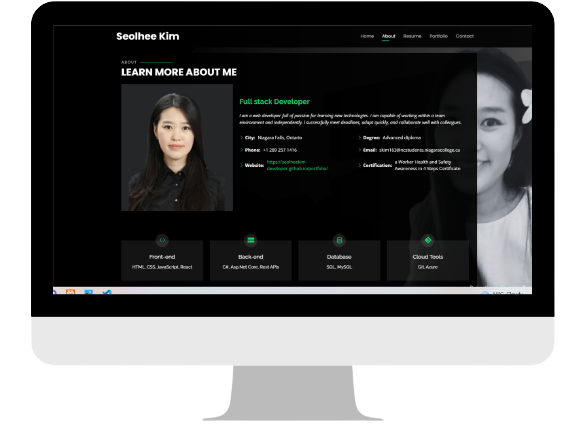 Seolhee Kim
Home About Resume Portfolio Contact
ABOUT
LEARN MORE ABOUT ME
Full stack Developer
I am a web developer full of passive for learning new technologies. I am capable of working within a team
environment and independently. I successfully meet deadlines, adapt quickly, and collaborate well with colleagues.
City: Niagara Falls, Ontario
Degree: Advanced diploma
Phone: +1 289 257 1416
Email: skim163@ncstudents.niagaracollege.ca
Website: https://seolheekim-
developer.github.io/portfolio/
Certification: a Worker Health and Safety
Awareness in 4 Steps Certificate
Front-end
HTML, CSS, JavaScript, React
Back-end
C#, Asp.Net Core, Rest APIs
Database
SQL, MySQL
Cloud Tools
Git, Azure